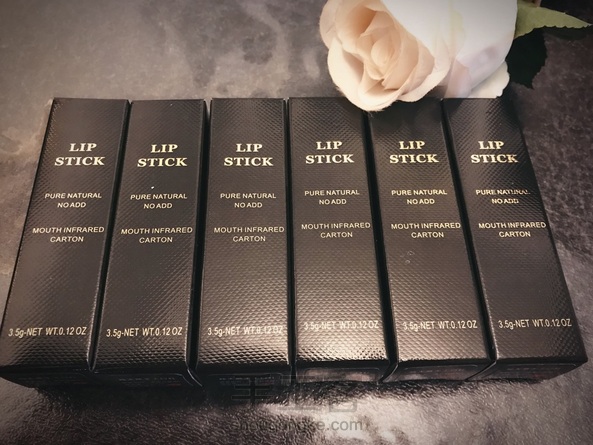 LIP
STICK
PURE NATURAL
NO ADD
MOUTH INFRARED
CARTON
3.5g-NET WT.0.12 OZ
LIP
STICK
PURE NATURAL
NO ADD
MOUTH INFRARED
CARTON
3.5g-NET WT.0.12 OZ
LIP
STICK
PURE NATURAL
NO ADD
MOUTH INFRARED
CARTON
3.5g-NET WT.0.12 OZ
LIP
STICK
PURE NATURAL
NO ADD
MOUTH INFRARED
CARTON
3.5g-NET WT.0.12 OZ
LIP
STICK
PURE NATURAL
NO ADD
MOUTH INFRARED
CARTON
3.5g-NET WT.0.12 OZ
LIP
STICK
PURE NATURAL
NO ADD
MOUTH INFRARED
CARTON
3.5g-NET WT.0.12 OZ